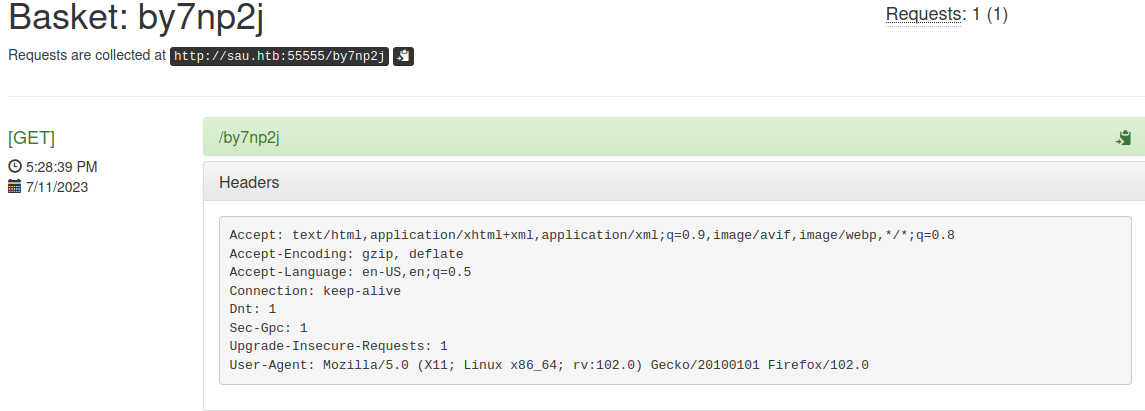 Basket: by7np2j
Requests: 1 (1)
Requests are collected at http://sau.htb:55555/by7np2j
[GET]
/by7np2j
5:28:39 PM
7/11/2023
Headers
Accept: text/html,application/xhtml+xml,application/xml;q=0.9,image/avif,image/webp,*/*;q=0.8
Accept-Encoding: gzip, deflate
Accept-Language: en-US,en;q=0.5
Connection: keep-alive
Dnt: 1
Sec-Gpc: 1
Upgrade-Insecure-Requests: 1
User-Agent: Mozilla/5.0 (X11; Linux x86_64; rv:102.0) Gecko/20100101 Firefox/102.0